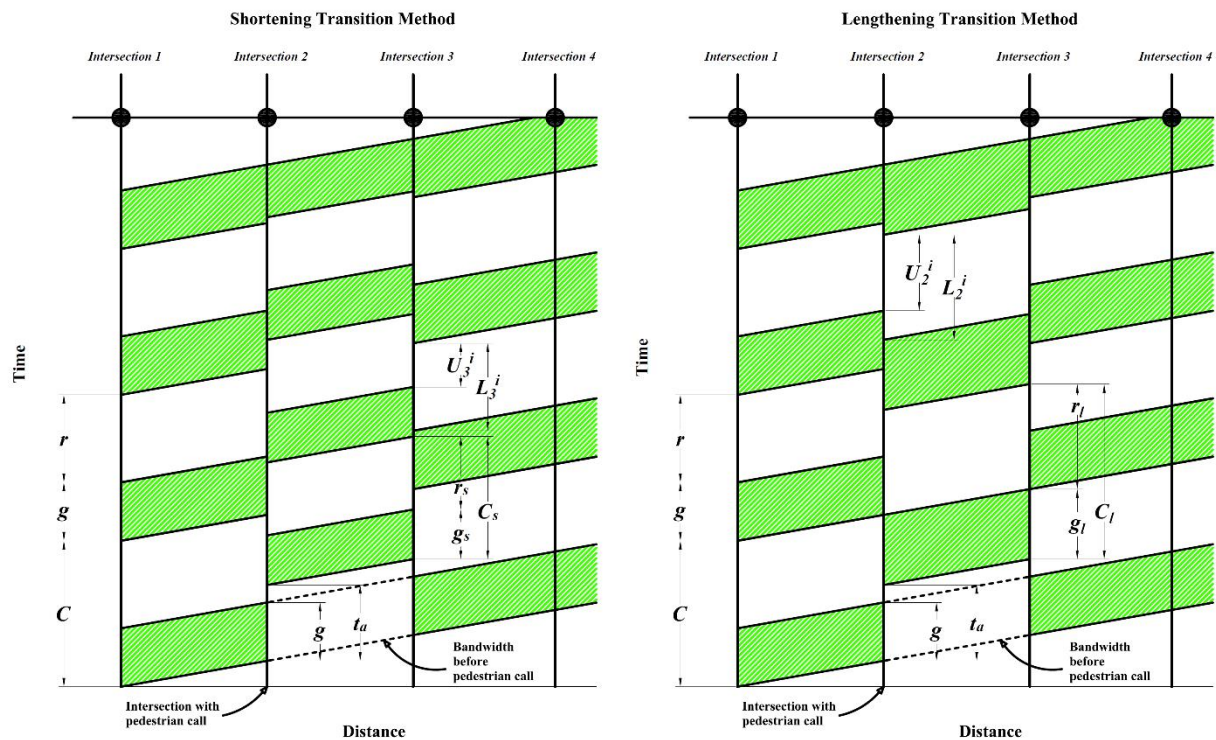 Shortening Transition Method
Intersection 1
Intersection 2
Intersection 3
Intersection 4
Time
r
g
C
U₃ⁱ
L₃ⁱ
rₛ
gₛ
Cₛ
g
tₐ
Bandwidth
before
pedestrian call
Intersection with
pedestrian call
Distance
Lengthening Transition Method
Intersection 1
Intersection 2
Intersection 3
Intersection 4
Time
r
g
C
U₂ⁱ
L₂ⁱ
rₗ
gₗ
Cₗ
g
tₐ
Bandwidth
before
pedestrian call
Intersection with
pedestrian call
Distance